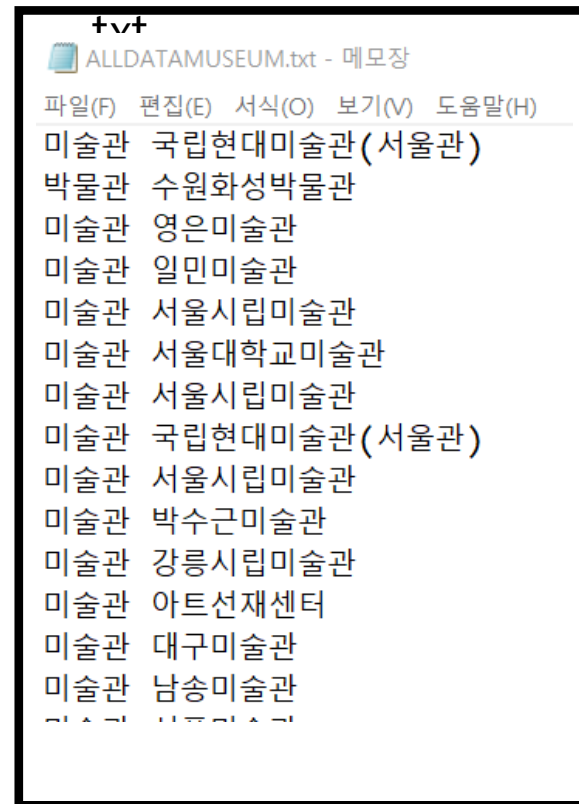 txt
ALLDATAMUSEUM.txt - 메모장
파일(F) 편집(E) 서식(O) 보기(V) 도움말(H)
미술관 국립현대미술관(서울관)
박물관 수원화성박물관
미술관 영은미술관
미술관 일민미술관
미술관 서울시립미술관
미술관 서울대학교미술관
미술관 서울시립미술관
미술관 국립현대미술관(서울관)
미술관 서울시립미술관
미술관 박수근미술관
미술관 강릉시립미술관
미술관 아트선재센터
미술관 대구미술관
미술관 남송미술관
미술관